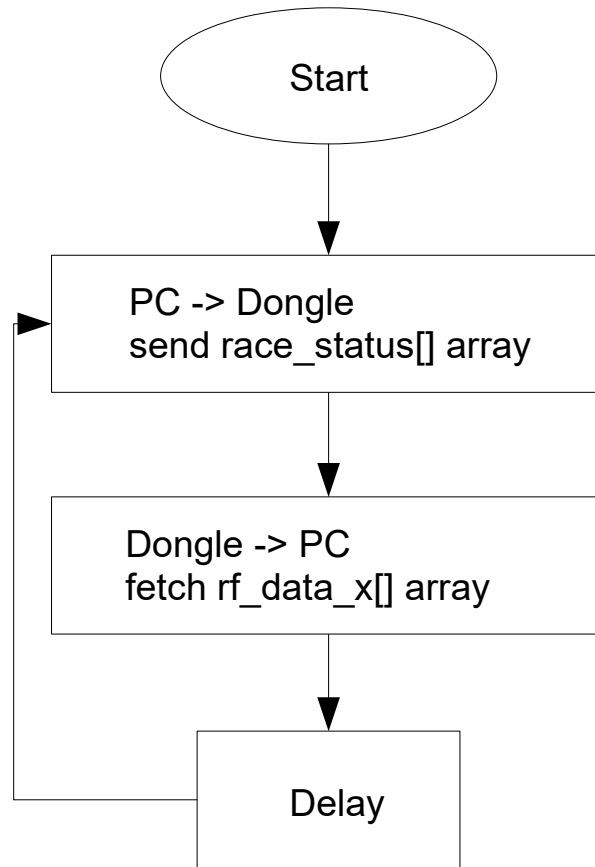 Start
PC -> Dongle
send race_status[] array
Dongle -> PC
fetch rf_data_x[] array
Delay